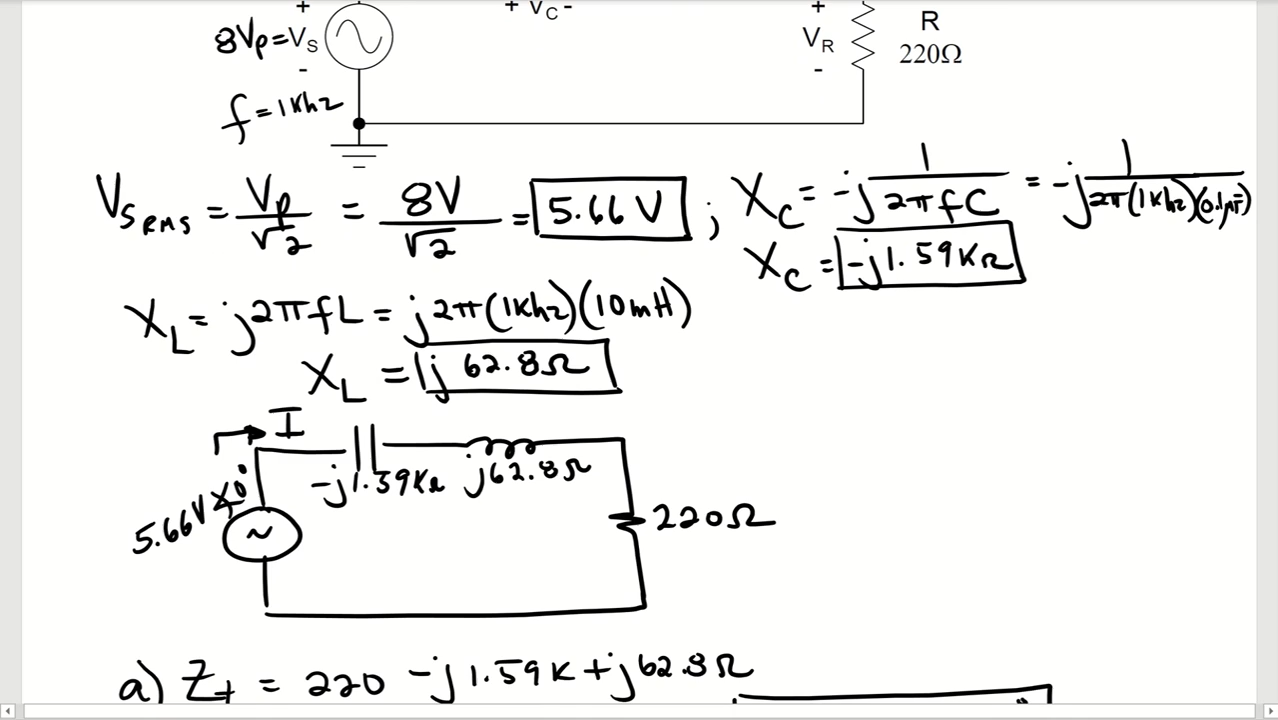 + + V_C -
8Vp = V_S V_R R
220Ω
- -
f = 1Khz
V_S RMS = Vp/√2 = 8V/√2 = 5.66 V ; X_C = -j 1/(2πfC) = -j 1/(2π(1Khz)(0.1μF))
X_C = -j1.59KΩ
X_L = j2πfL = j2π(1Khz)(10mH)
X_L = j 62.8Ω
I
-j1.59KΩ j62.8Ω
5.66V∡0°
~ 220Ω
a) Z_t = 220 -j1.59K + j62.8Ω